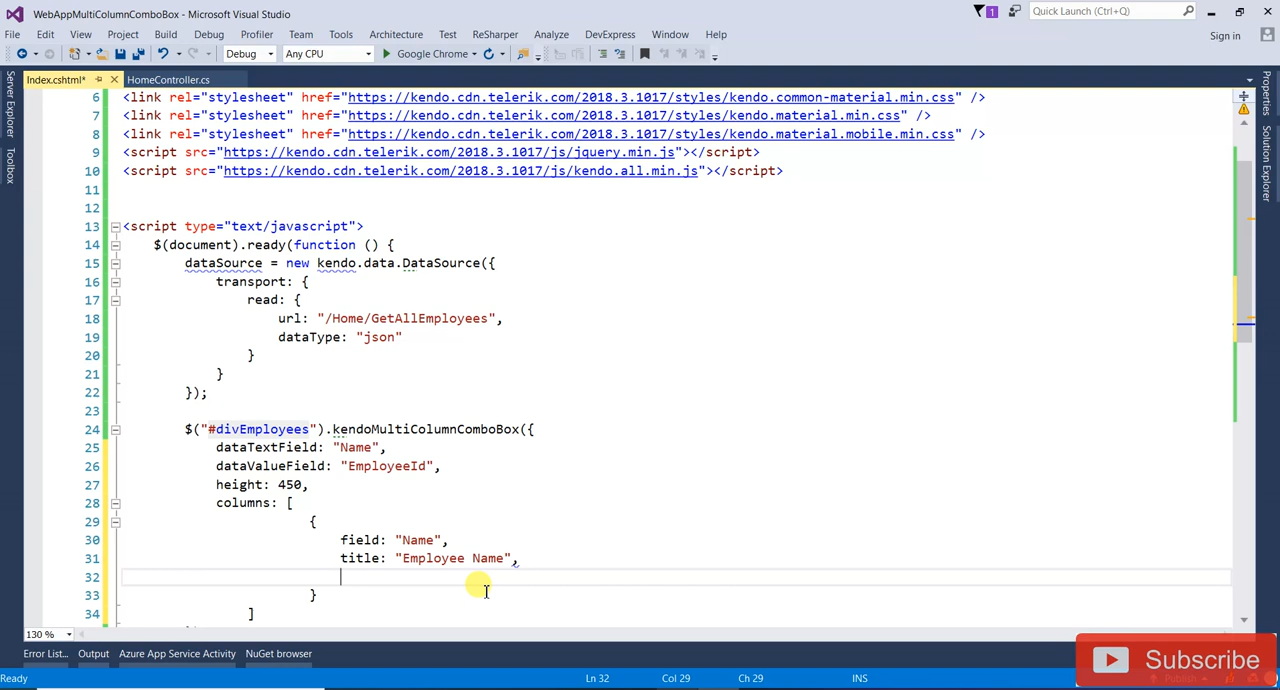 WebAppMultiColumnComboBox - Microsoft Visual Studio
1
Quick Launch (Ctrl+Q)
File Edit View Project Build Debug Profiler Team Tools Architecture Test ReSharper Analyze DevExpress Window Help
Sign in
Debug Any CPU Google Chrome
Index.cshtml* HomeController.cs
Server Explorer
Toolbox
Properties
Solution Explorer
6 <link rel="stylesheet" href="https://kendo.cdn.telerik.com/2018.3.1017/styles/kendo.common-material.min.css" />
7 <link rel="stylesheet" href="https://kendo.cdn.telerik.com/2018.3.1017/styles/kendo.material.min.css" />
8 <link rel="stylesheet" href="https://kendo.cdn.telerik.com/2018.3.1017/styles/kendo.material.mobile.min.css" />
9 <script src="https://kendo.cdn.telerik.com/2018.3.1017/js/jquery.min.js"></script>
10 <script src="https://kendo.cdn.telerik.com/2018.3.1017/js/kendo.all.min.js"></script>
11
12
13 <script type="text/javascript">
14 $(document).ready(function () {
15 dataSource = new kendo.data.DataSource({
16 transport: {
17 read: {
18 url: "/Home/GetAllEmployees",
19 dataType: "json"
20 }
21 }
22 });
23
24 $("#divEmployees").kendoMultiColumnComboBox({
25 dataTextField: "Name",
26 dataValueField: "EmployeeId",
27 height: 450,
28 columns: [
29 {
30 field: "Name",
31 title: "Employee Name",
32
33 }
34 ]
130 %
Error List... Output Azure App Service Activity NuGet browser
Subscribe
Ready Ln 32 Col 29 Ch 29 INS Publish